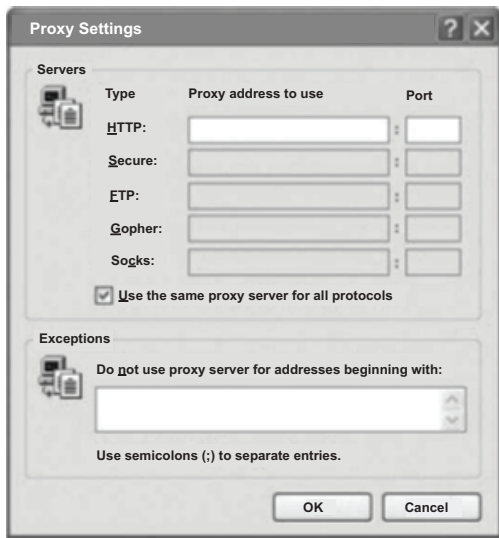 Proxy Settings
Servers
Type Proxy address to use Port
HTTP: :
Secure: :
FTP: :
Gopher: :
Socks: :
Use the same proxy server for all protocols
Exceptions
Do not use proxy server for addresses beginning with:
Use semicolons (;) to separate entries.
OK Cancel